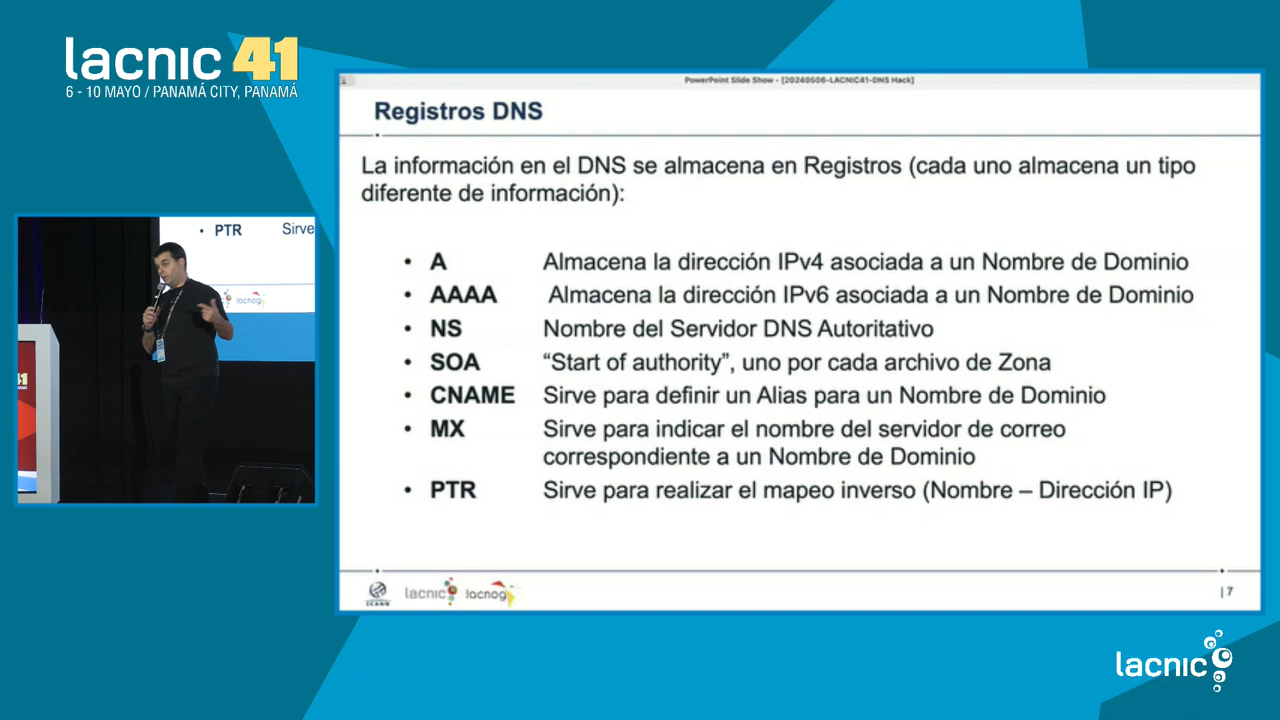 lacnic 41
6 - 10 MAYO / PANAMÁ CITY, PANAMÁ
PowerPoint Slide Show - [20240506-LACNIC41-DNS Hack]
Registros DNS
La información en el DNS se almacena en Registros (cada uno almacena un tipo
diferente de información):
• A Almacena la dirección IPv4 asociada a un Nombre de Dominio
• AAAA Almacena la dirección IPv6 asociada a un Nombre de Dominio
• NS Nombre del Servidor DNS Autoritativo
• SOA “Start of authority”, uno por cada archivo de Zona
• CNAME Sirve para definir un Alias para un Nombre de Dominio
• MX Sirve para indicar el nombre del servidor de correo
correspondiente a un Nombre de Dominio
• PTR Sirve para realizar el mapeo inverso (Nombre – Dirección IP)
ICANN lacnic lacnog
| 7
• PTR Sirve
lacnog
41
lacnic